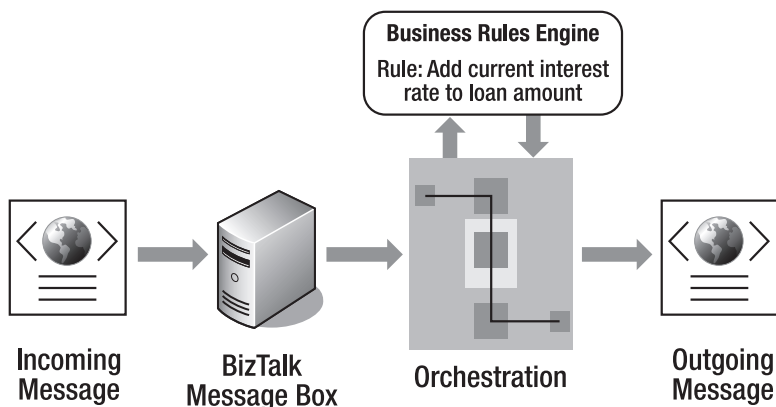 Business Rules Engine
Rule: Add current interest
rate to loan amount
Incoming
Message
BizTalk
Message Box
Orchestration
Outgoing
Message